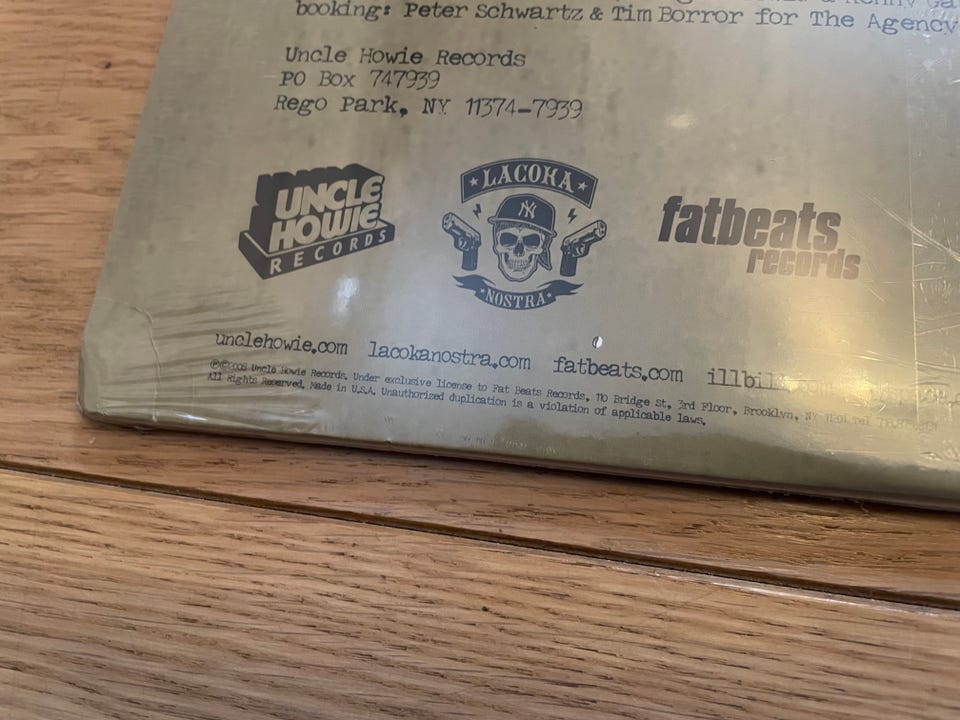 booking: Peter Schwartz & Tim Borror for The Agency
Uncle Howie Records
PO Box 747939
Rego Park, NY 11374-7939
UNCLE
HOWIE
RECORDS
LACOKA
NY
NOSTRA
fatbeats
records
unclehowie.com lacokanostra.com fatbeats.com
Uncle Howie Records. Under exclusive license to Fat Beats Records, 110 Bridge St, 3rd Floor, Brooklyn, NY
All Rights Reserved. Made in U.S.A. Unauthorized duplication is a violation of applicable laws.